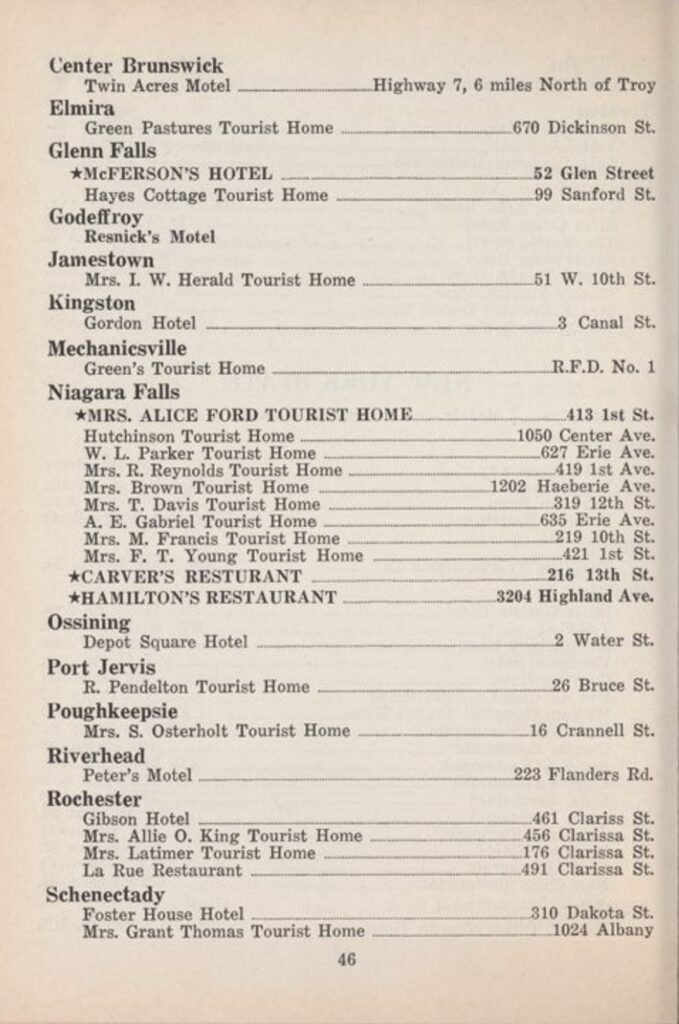 Center Brunswick
Twin Acres Motel Highway 7, 6 miles North of Troy
Elmira
Green Pastures Tourist Home 670 Dickinson St.
Glenn Falls
★McFERSON'S HOTEL 52 Glen Street
Hayes Cottage Tourist Home 99 Sanford St.
Godeffroy
Resnick's Motel
Jamestown
Mrs. I. W. Herald Tourist Home 51 W. 10th St.
Kingston
Gordon Hotel 3 Canal St.
Mechanicsville
Green's Tourist Home R.F.D. No. 1
Niagara Falls
★MRS. ALICE FORD TOURIST HOME 413 1st St.
Hutchinson Tourist Home 1050 Center Ave.
W. L. Parker Tourist Home 627 Erie Ave.
Mrs. R. Reynolds Tourist Home 419 1st Ave.
Mrs. Brown Tourist Home 1202 Haeberie Ave.
Mrs. T. Davis Tourist Home 319 12th St.
A. E. Gabriel Tourist Home 635 Erie Ave.
Mrs. M. Francis Tourist Home 219 10th St.
Mrs. F. T. Young Tourist Home 421 1st St.
★CARVER'S RESTURANT 216 13th St.
★HAMILTON'S RESTAURANT 3204 Highland Ave.
Ossining
Depot Square Hotel 2 Water St.
Port Jervis
R. Pendelton Tourist Home 26 Bruce St.
Poughkeepsie
Mrs. S. Osterholt Tourist Home 16 Crannell St.
Riverhead
Peter's Motel 223 Flanders Rd.
Rochester
Gibson Hotel 461 Clariss St.
Mrs. Allie O. King Tourist Home 456 Clarissa St.
Mrs. Latimer Tourist Home 176 Clarissa St.
La Rue Restaurant 491 Clarissa St.
Schenectady
Foster House Hotel 310 Dakota St.
Mrs. Grant Thomas Tourist Home 1024 Albany
46